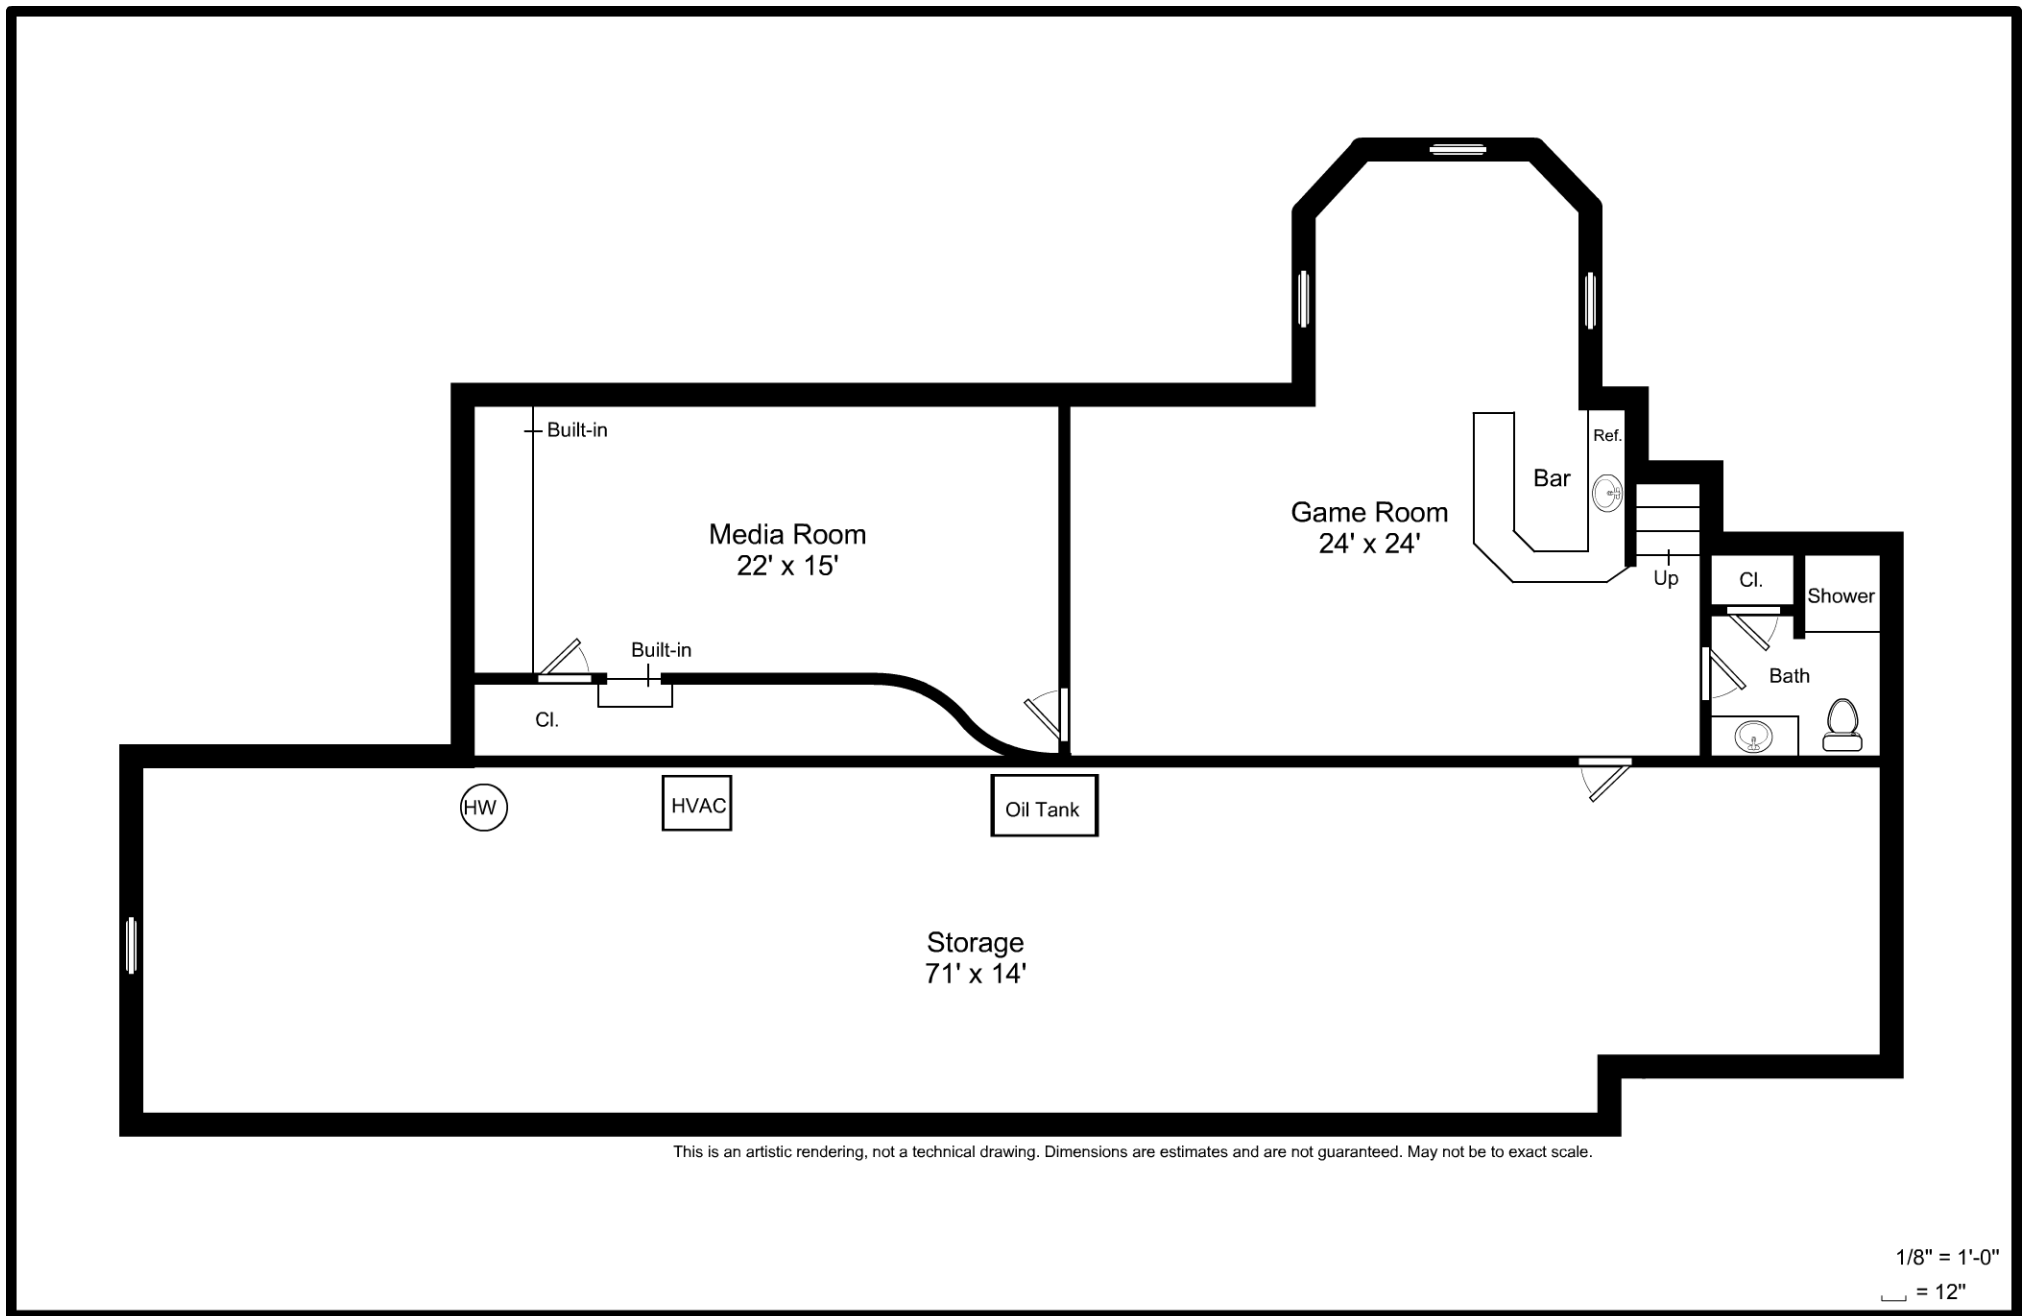 Built-in
Ref.
Bar
Media Room
22' x 15'
Game Room
24' x 24'
Up
Cl.
Shower
Built-in
Bath
Cl.
HW
HVAC
Oil Tank
Storage
71' x 14'
This is an artistic rendering, not a technical drawing. Dimensions are estimates and are not guaranteed. May not be to exact scale.
1/8" = 1'-0"
= 12"